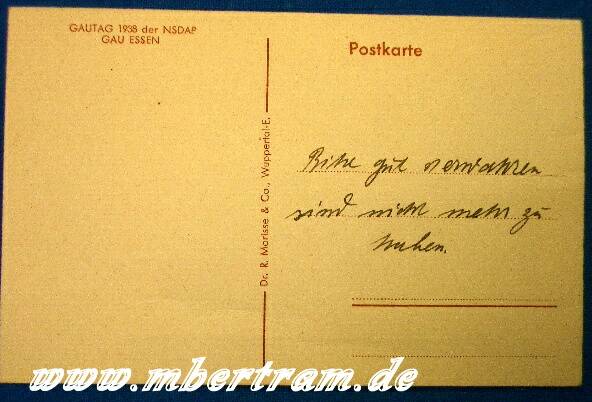 GAUTAG 1938 der NSDAP
GAU ESSEN
Postkarte
Dr. R. Marisse & Co., Wuppertal-E.
Bitte gut verwahren
sind nicht mehr zu
haben.
www.mbertram.de